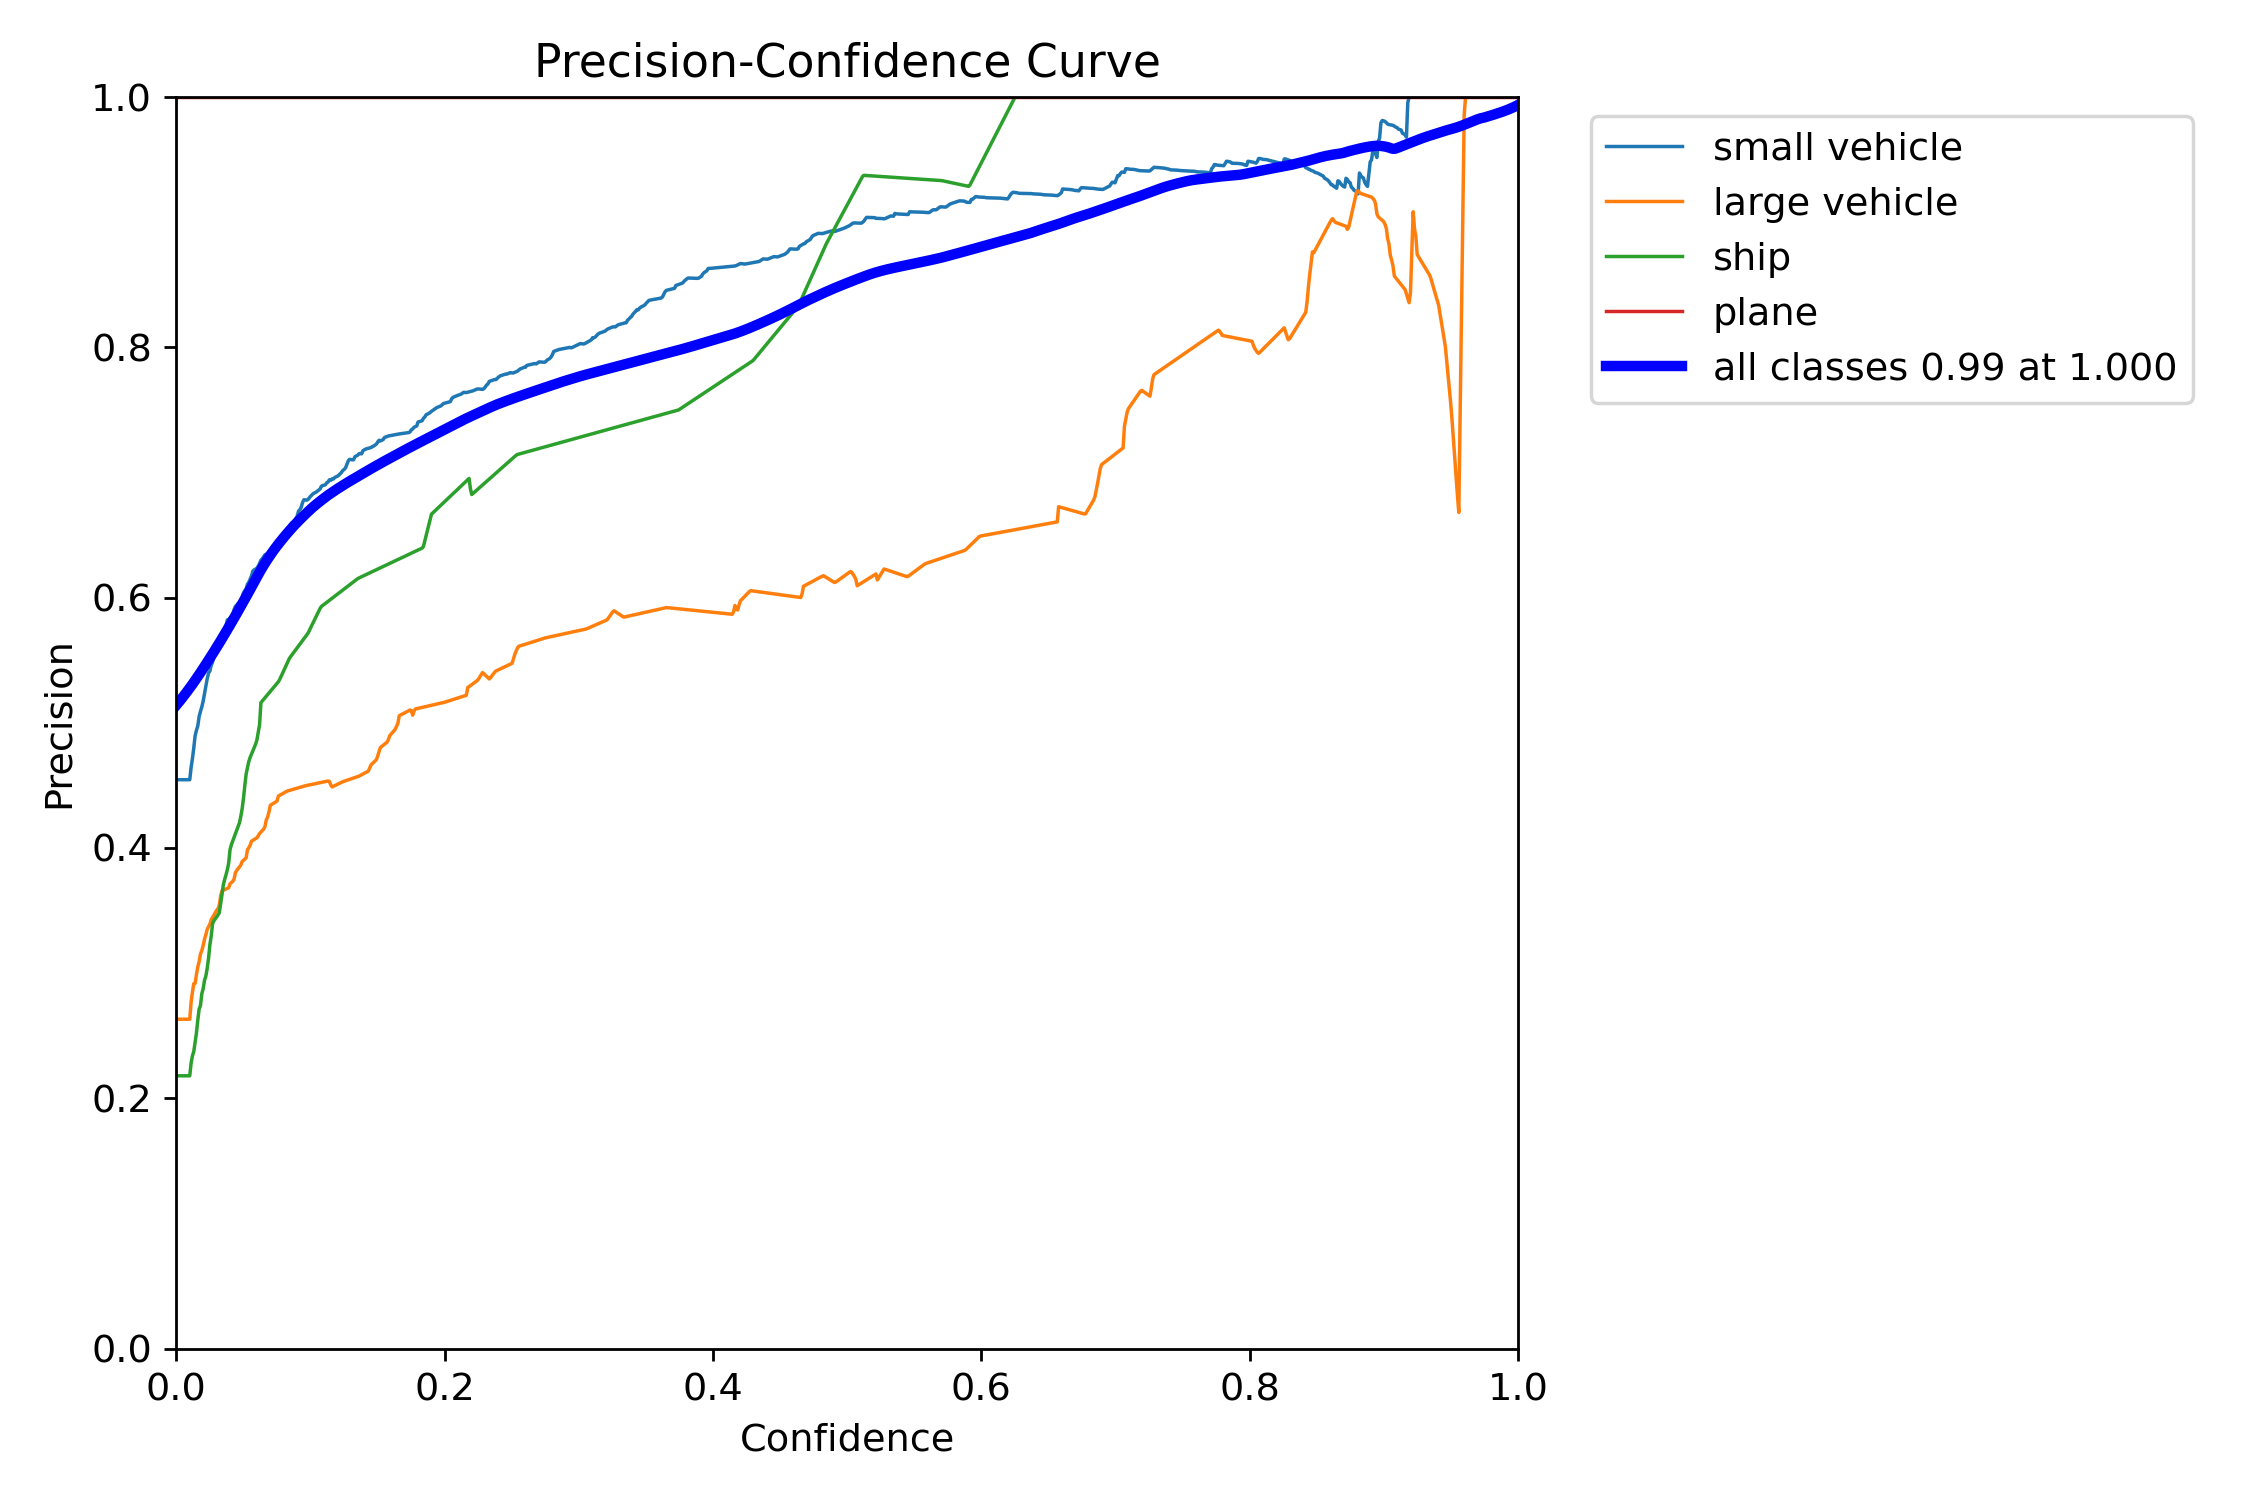 Precision-Confidence Curve
1.0
0.8
0.6
0.4
0.2
0.0
Precision
0.0 0.2 0.4 0.6 0.8 1.0
Confidence
small vehicle
large vehicle
ship
plane
all classes 0.99 at 1.000